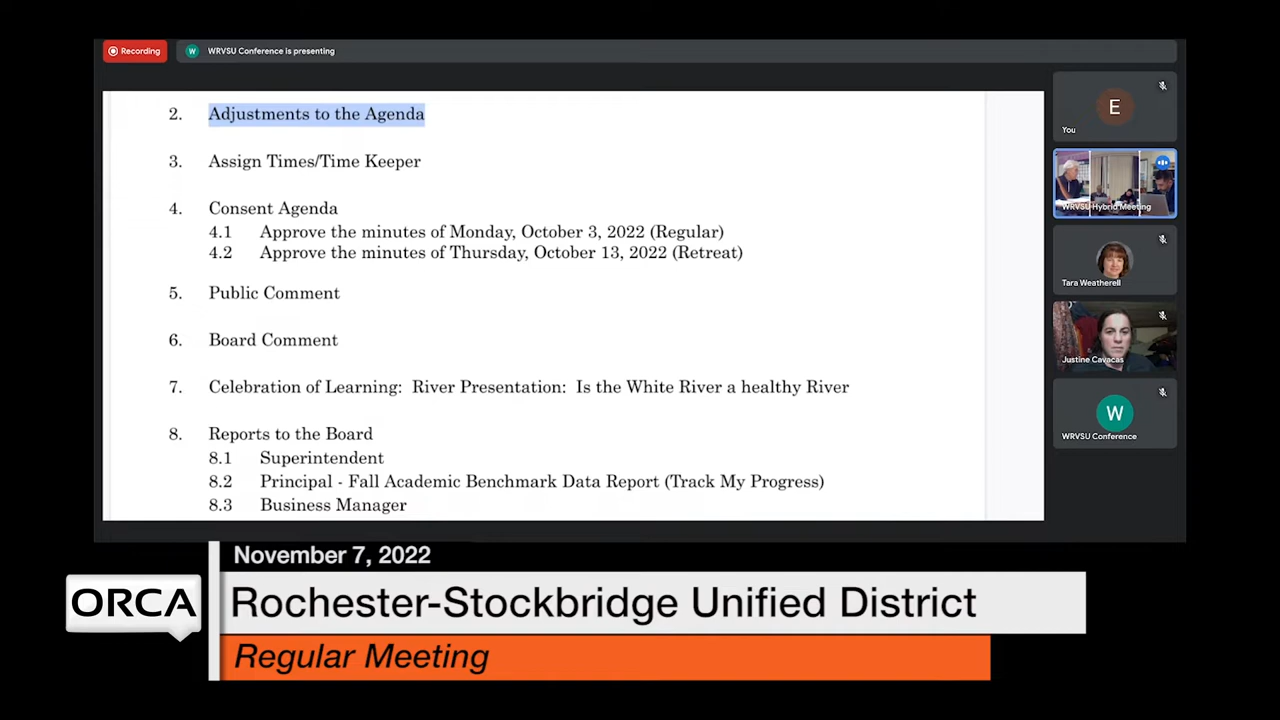 Recording
W
WRVSU Conference is presenting
2. Adjustments to the Agenda
3. Assign Times/Time Keeper
4. Consent Agenda
4.1 Approve the minutes of Monday, October 3, 2022 (Regular)
4.2 Approve the minutes of Thursday, October 13, 2022 (Retreat)
5. Public Comment
6. Board Comment
7. Celebration of Learning: River Presentation: Is the White River a healthy River
8. Reports to the Board
8.1 Superintendent
8.2 Principal - Fall Academic Benchmark Data Report (Track My Progress)
8.3 Business Manager
E
You
WRVSU Hybrid Meeting
Tara Weatherell
Justine Cavacas
W
WRVSU Conference
November 7, 2022
ORCA
Rochester-Stockbridge Unified District
Regular Meeting